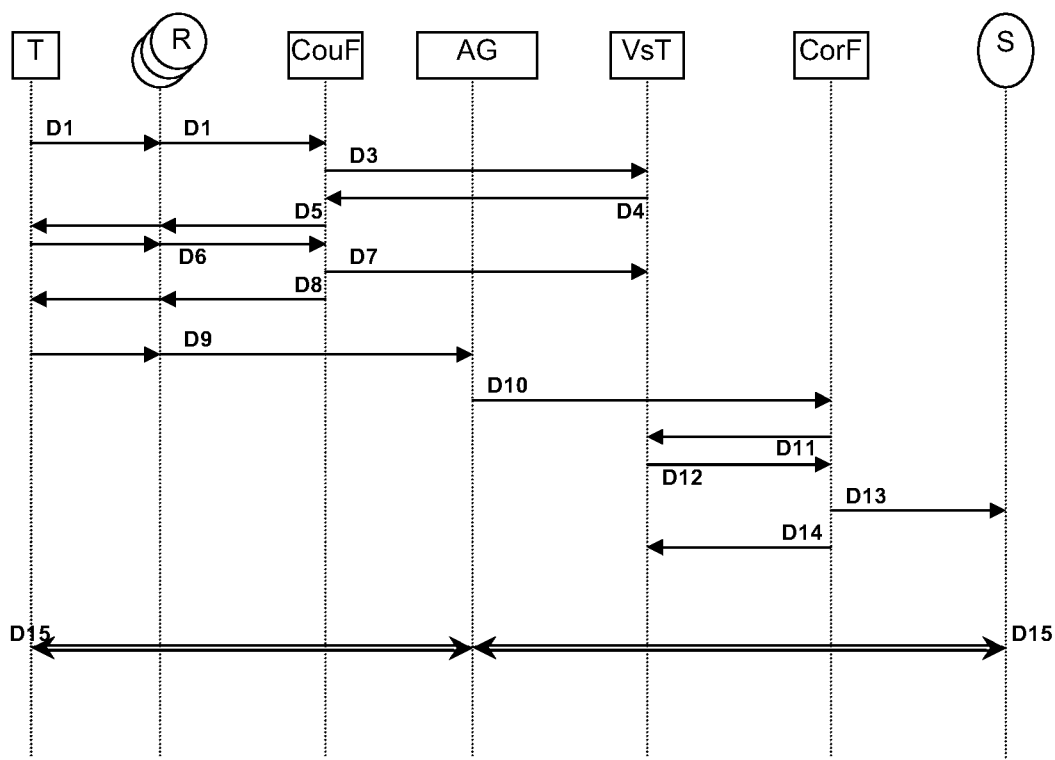 T R CouF AG VsT CorF S
D1 D1
D3
D5 D4
D6
D7
D8
D9
D10
D11
D12
D13
D14
D15 D15